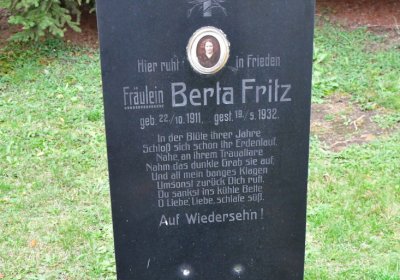 Hier ruht in Frieden
Fräulein Berta Fritz
geb. 22/10. 1911, gest. 19/5. 1932.
In der Blüte ihrer Jahre
Schloß sich schon ihr Erdenlauf,
Nahe, an ihrem Traualtare
Nahm das dunkle Grab sie auf,
Und all mein banges Klagen
Umsonst zurück Dich ruft.
Du sankst ins kühle Bette
O Liebe, Liebe, schlafe süß.
Auf Wiedersehn!